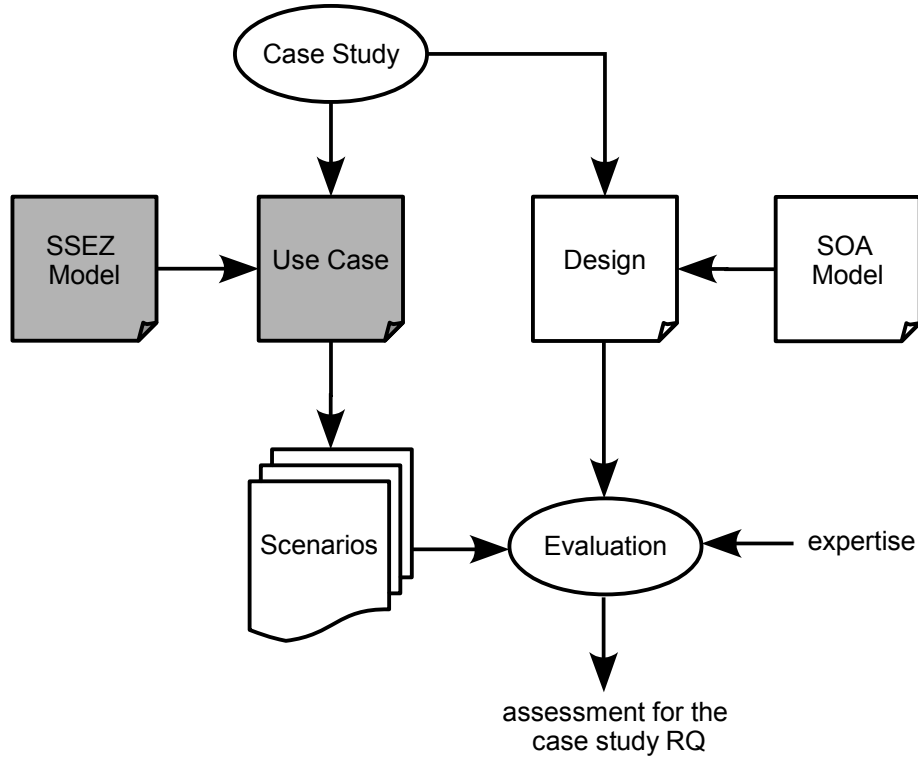 Case Study
SSEZ
Model
Use Case
Design
SOA
Model
Scenarios
Evaluation
expertise
assessment for the
case study RQ